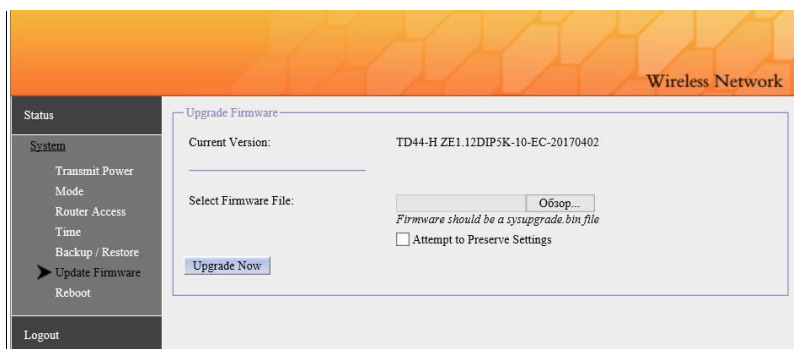 Wireless Network
Status
System
Transmit Power
Mode
Router Access
Time
Backup / Restore
Update Firmware
Reboot
Logout
Upgrade Firmware
Current Version: TD44-H ZE1.12DIP5K-10-EC-20170402
Select Firmware File: Обзор...
Firmware should be a sysupgrade.bin file
Attempt to Preserve Settings
Upgrade Now